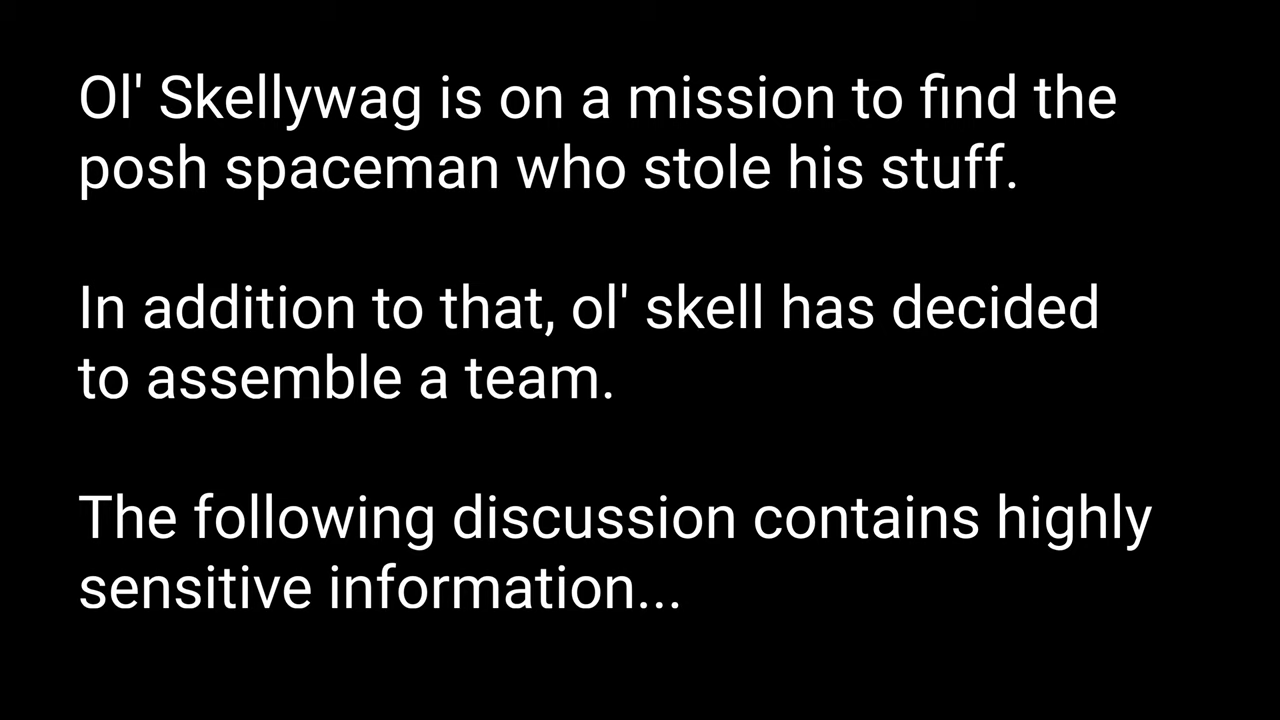 Ol' Skellywag is on a mission to find the
posh spaceman who stole his stuff.
In addition to that, ol' skell has decided
to assemble a team.
The following discussion contains highly
sensitive information...